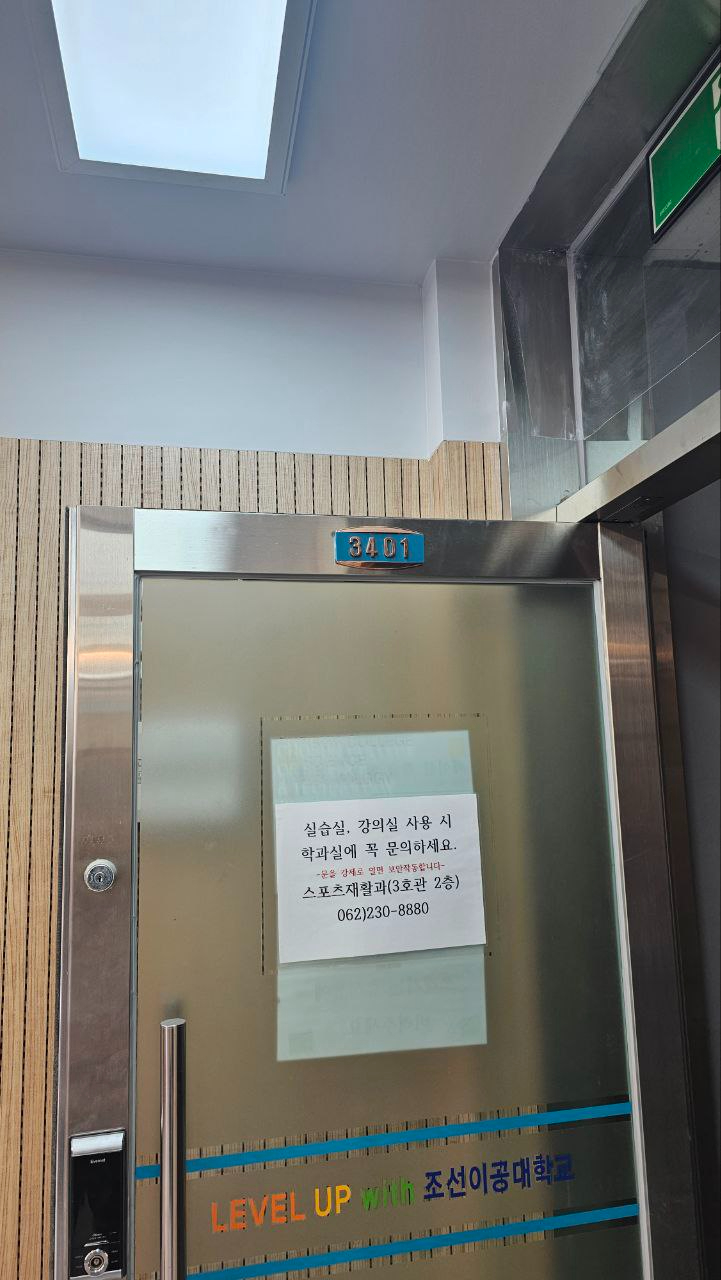 3401
실습실, 강의실 사용 시
학과실에 꼭 문의하세요.
-문을 강제로 열면 보안작동합니다-
스포츠재활과(3호관 2층)
062)230-8880
LEVEL UP with 조선이공대학교